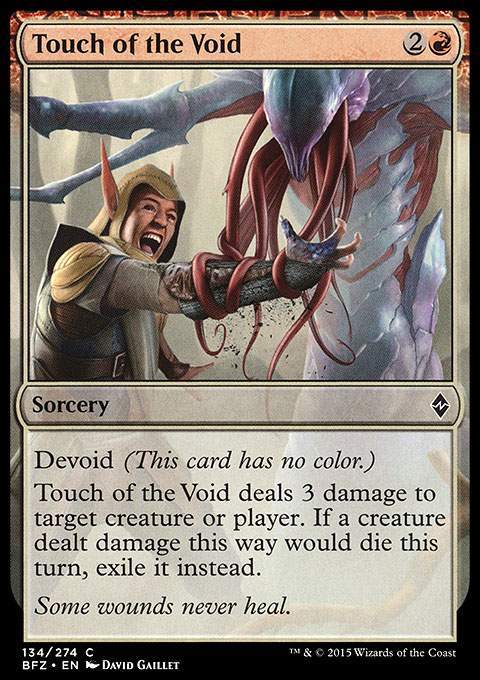 Touch of the Void 2
Sorcery
Devoid (This card has no color.)
Touch of the Void deals 3 damage to
target creature or player. If a creature
dealt damage this way would die this
turn, exile it instead.
Some wounds never heal.
134/274 C
BFZ • EN DAVID GAILLET
™ & © 2015 Wizards of the Coast